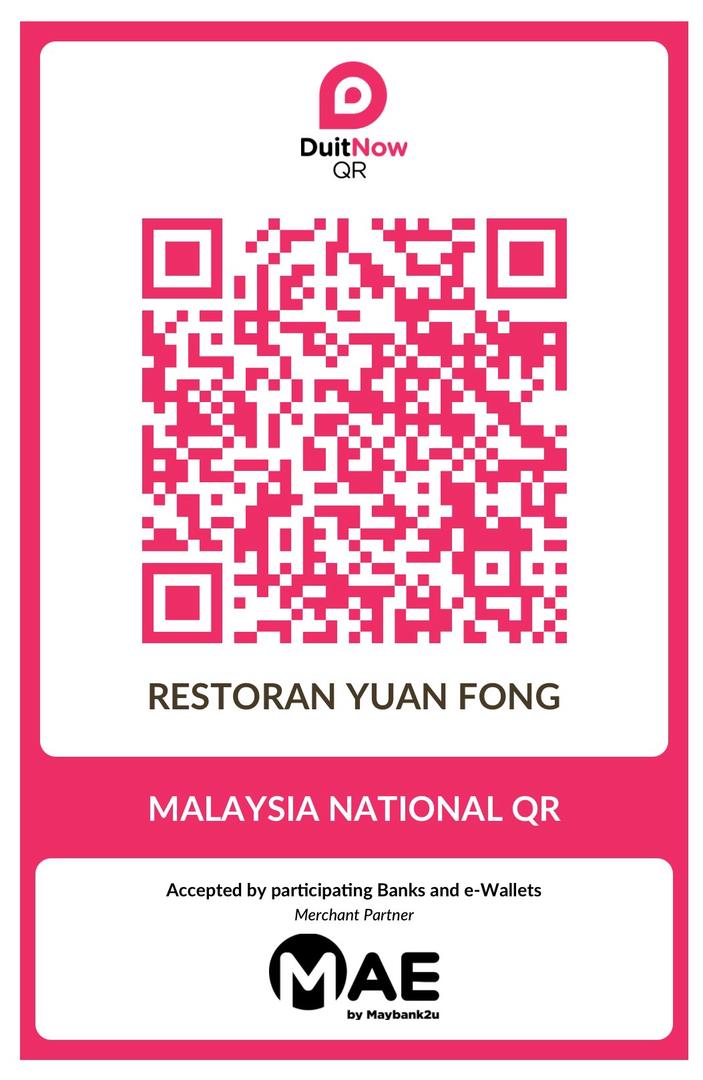 DuitNow
QR
RESTORAN YUAN FONG
MALAYSIA NATIONAL QR
Accepted by participating Banks and e-Wallets
Merchant Partner
MAE
by Maybank2u